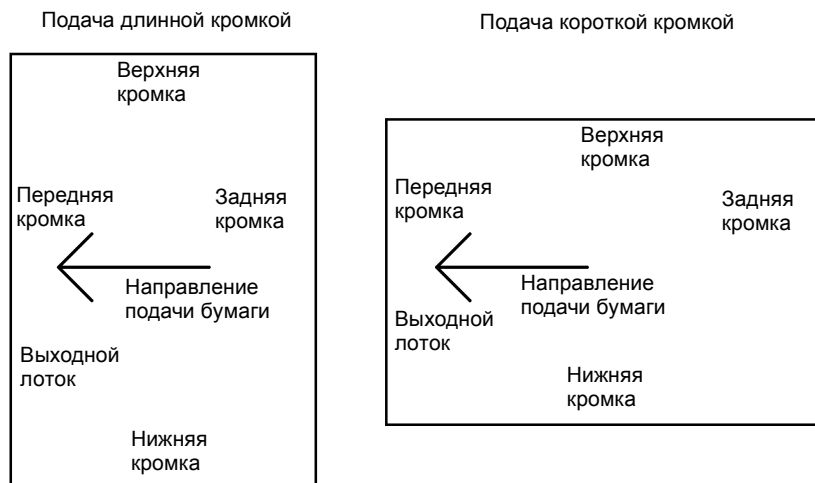 Подача длинной кромкой
Верхняя
кромка
Передняя
кромка
Задняя
кромка
Направление
подачи бумаги
Выходной
лоток
Нижняя
кромка
Подача короткой кромкой
Верхняя
кромка
Передняя
кромка
Задняя
кромка
Направление
подачи бумаги
Выходной
лоток
Нижняя
кромка